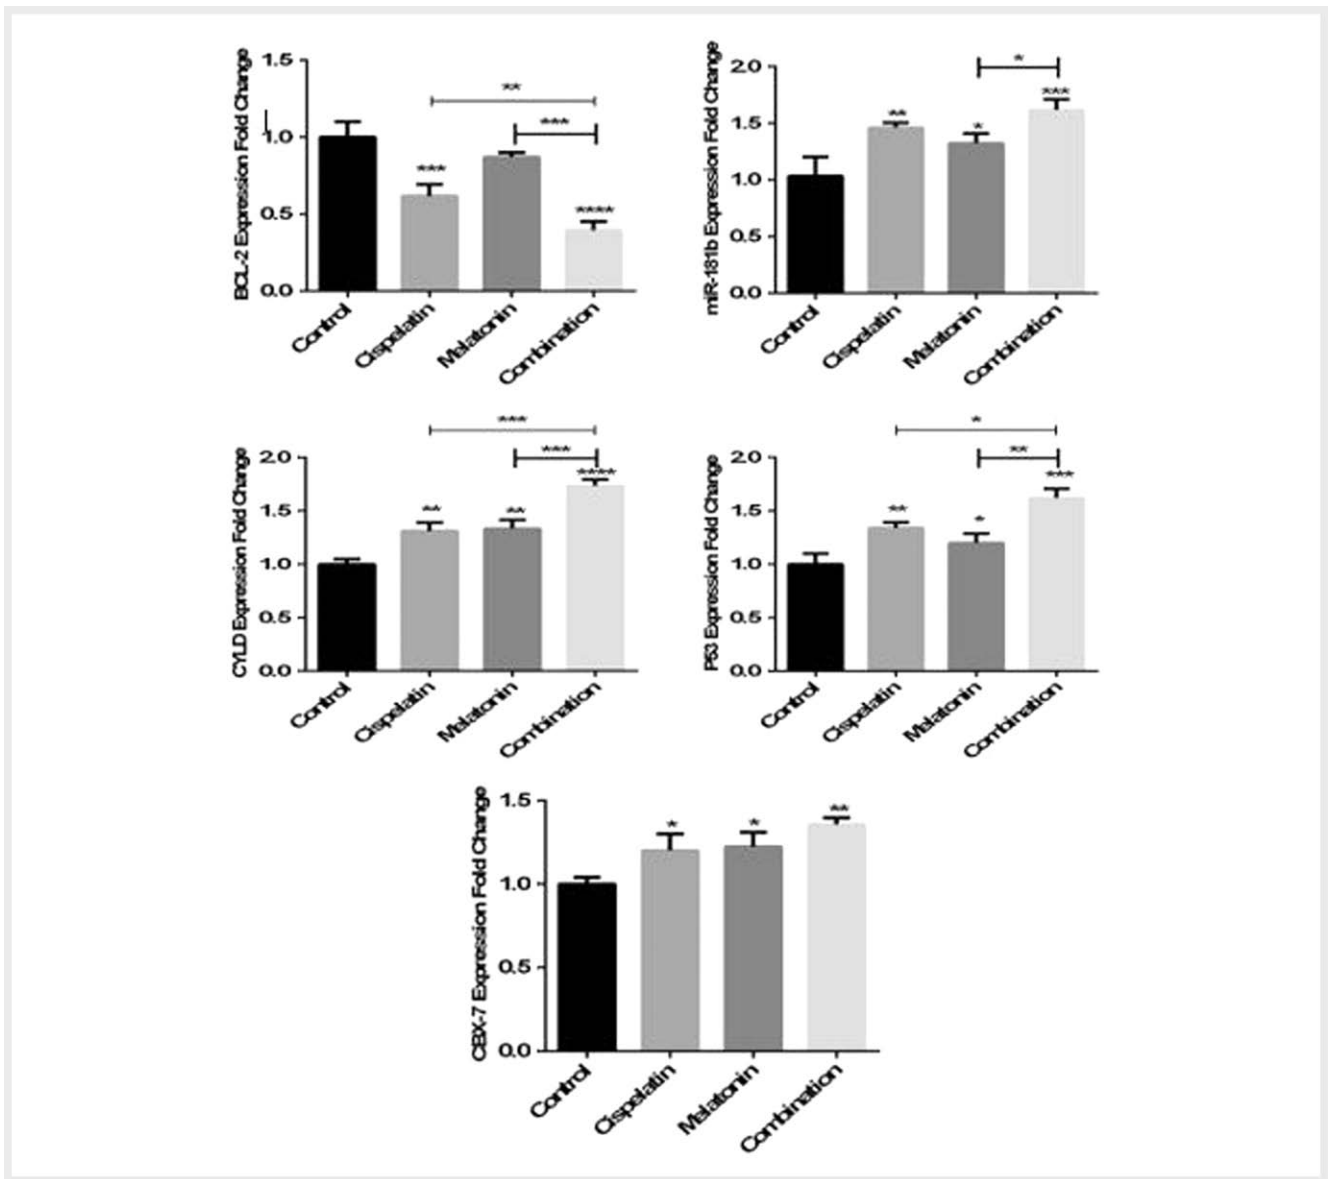 BCL-2 Expression Fold Change
1.5
1.0
0.5
0.0
**
***
***
****
Control
Cispelatin
Melatonin
Combination
miR-181b Expression Fold Change
2.0
1.5
1.0
0.5
0.0
*
**
*
***
Control
Cispelatin
Melatonin
Combination
CYLD Expression Fold Change
2.0
1.5
1.0
0.5
0.0
***
***
**
**
****
Control
Cispelatin
Melatonin
Combination
P53 Expression Fold Change
2.0
1.5
1.0
0.5
0.0
*
**
**
*
***
Control
Cispelatin
Melatonin
Combination
CBX-7 Expression Fold Change
1.5
1.0
0.5
0.0
*
*
**
Control
Cispelatin
Melatonin
Combination